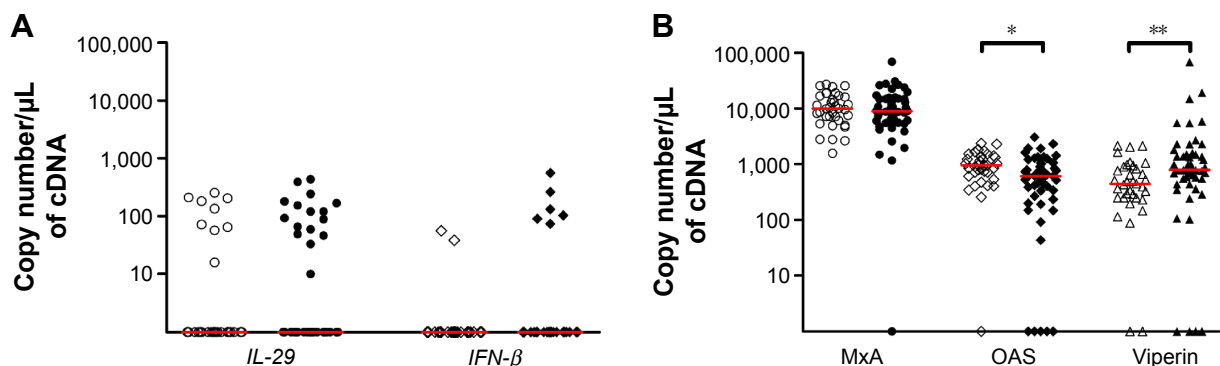 A
Copy number/µL
of cDNA
100,000
10,000
1,000
100
10
IL-29 IFN-β
B
Copy number/µL
of cDNA
100,000
10,000
1,000
100
10
* **
MxA OAS Viperin